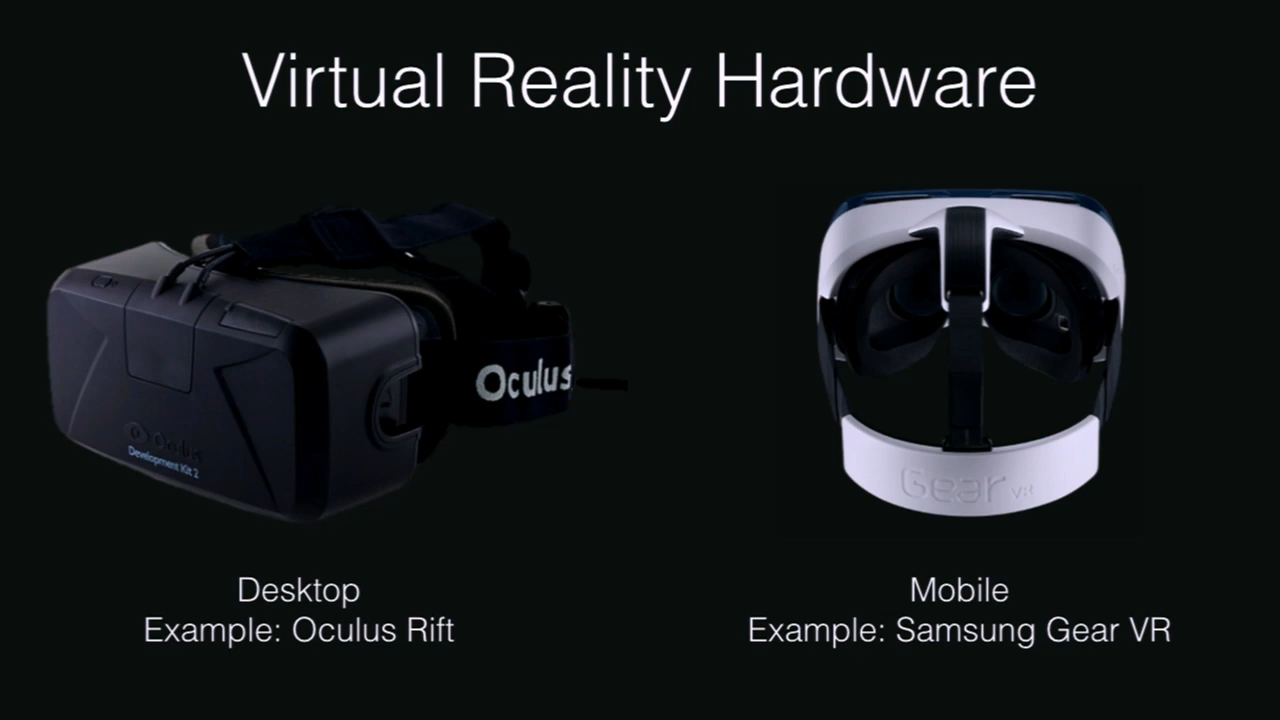 Virtual Reality Hardware
Oculus
Oculus
Development Kit 2
Gear VR
Desktop
Example: Oculus Rift
Mobile
Example: Samsung Gear VR